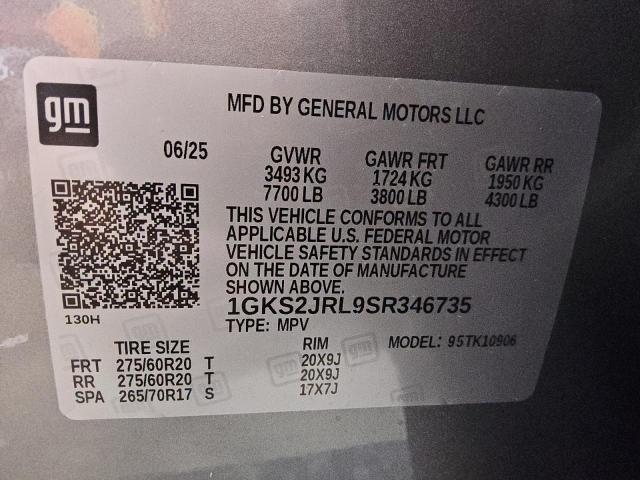 gm
MFD BY GENERAL MOTORS LLC
06/25
GVWR GAWR FRT GAWR RR
3493 KG 1724 KG 1950 KG
7700 LB 3800 LB 4300 LB
THIS VEHICLE CONFORMS TO ALL
APPLICABLE U.S. FEDERAL MOTOR
VEHICLE SAFETY STANDARDS IN EFFECT
ON THE DATE OF MANUFACTURE
SHOWN ABOVE.
1GKS2JRL9SR346735
130H
TYPE: MPV
MODEL: 95TK10906
TIRE SIZE RIM
FRT 275/60R20 T 20X9J
RR 275/60R20 T 20X9J
SPA 265/70R17 S 17X7J